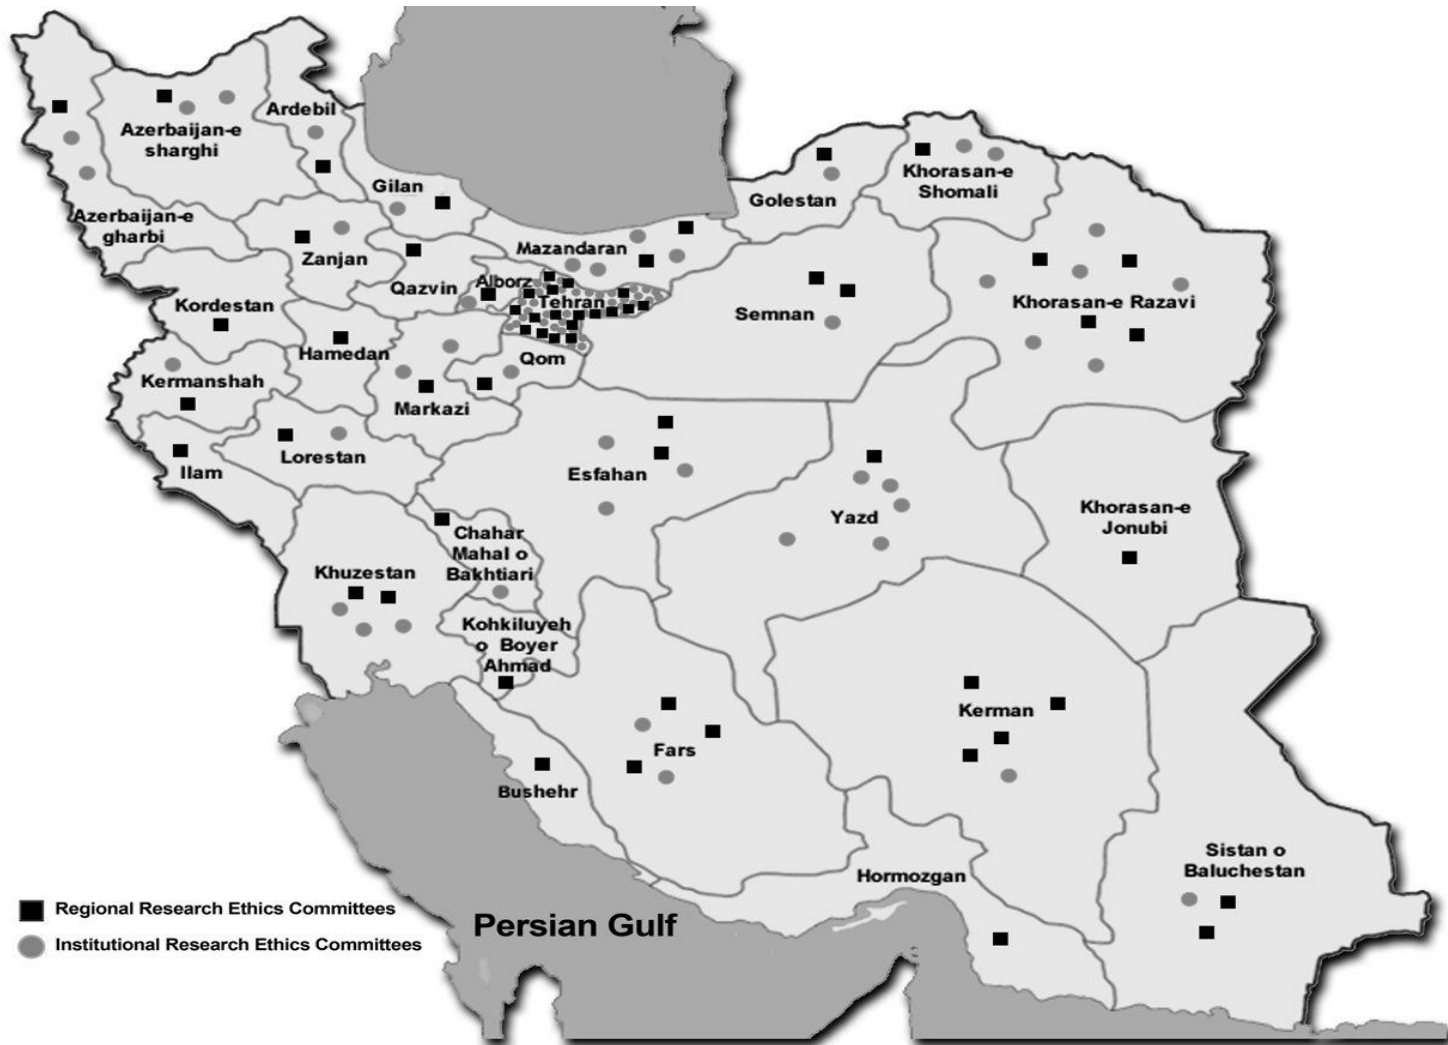 Ardebil
Azerbaijan-e
sharghi
Khorasan-e
Shomali
Gilan
Golestan
Azerbaijan-e
gharbi
Mazandaran
Zanjan
Alborz
Qazvin
Tehran
Khorasan-e Razavi
Kordestan
Semnan
Hamedan
Qom
Kermanshah
Markazi
Lorestan
Ilam
Esfahan
Khorasan-e
Jonubi
Yazd
Chahar
Mahal o
Bakhtiari
Khuzestan
Kohkiluyeh
o Boyer
Ahmad
Kerman
Fars
Bushehr
Sistan o
Baluchestan
Hormozgan
Regional Research Ethics Committees
Persian Gulf
Institutional Research Ethics Committees